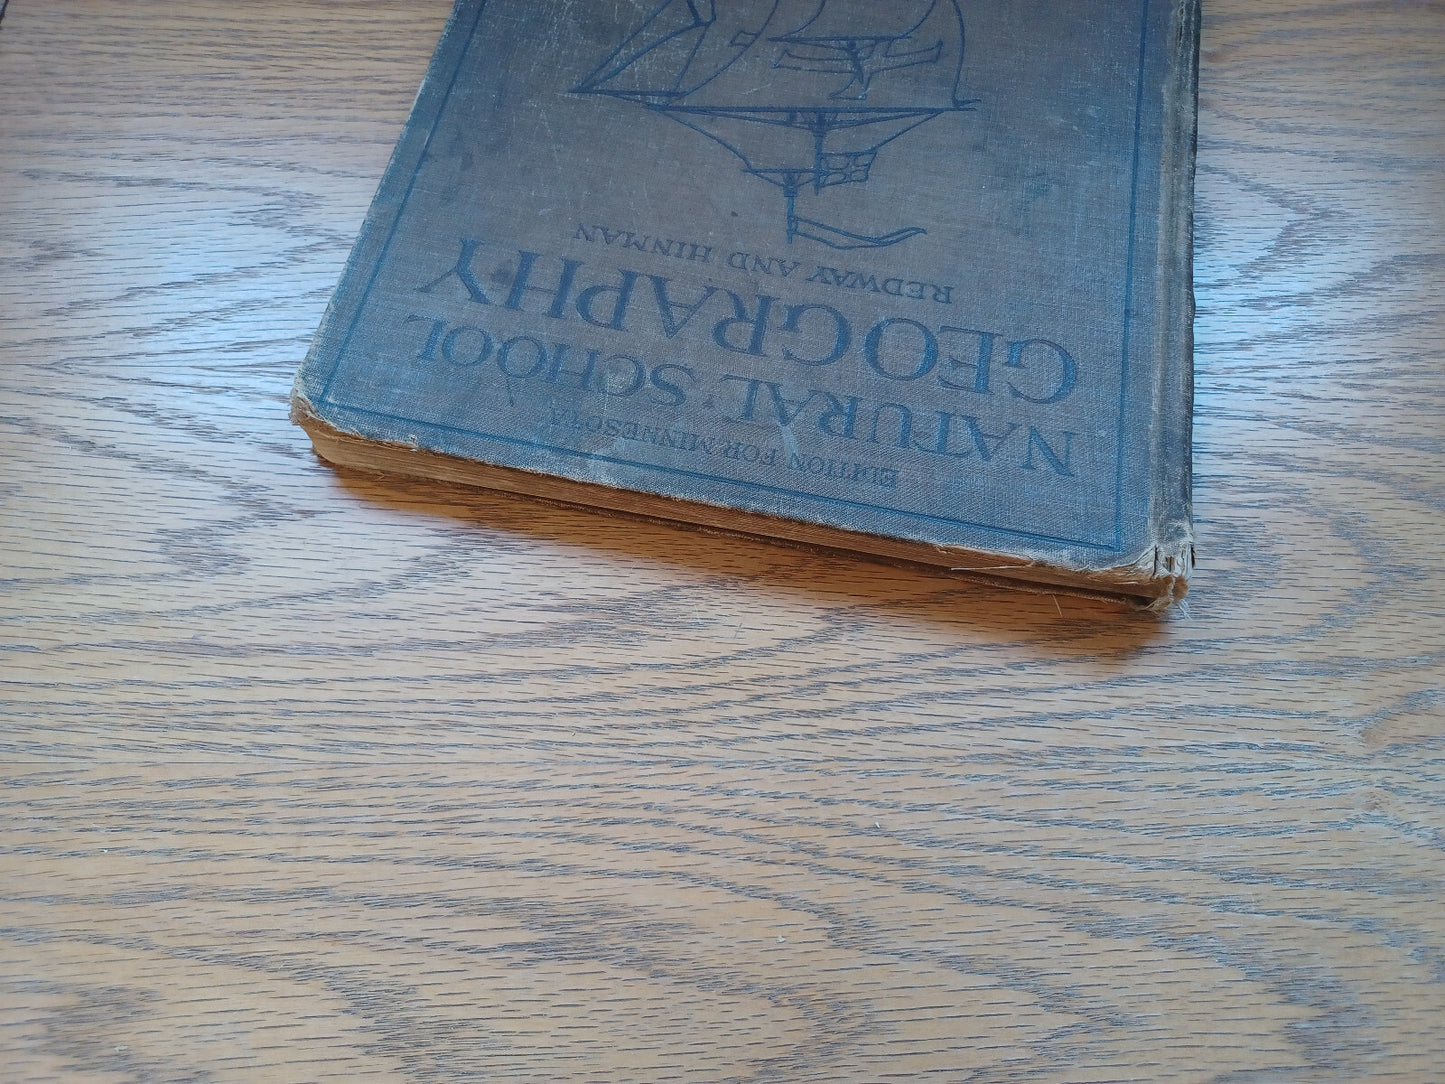 EDITION FOR MINNESOTA
NATURAL SCHOOL
GEOGRAPHY
REDWAY AND HINMAN